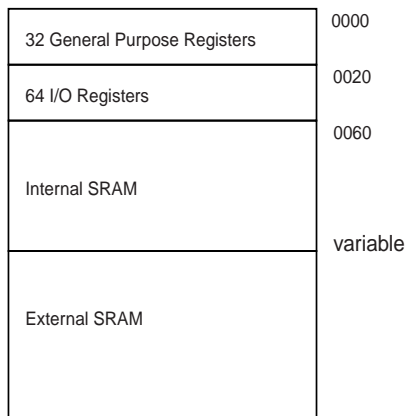 0000
32 General Purpose Registers
0020
64 I/O Registers
0060
Internal SRAM
variable
External SRAM